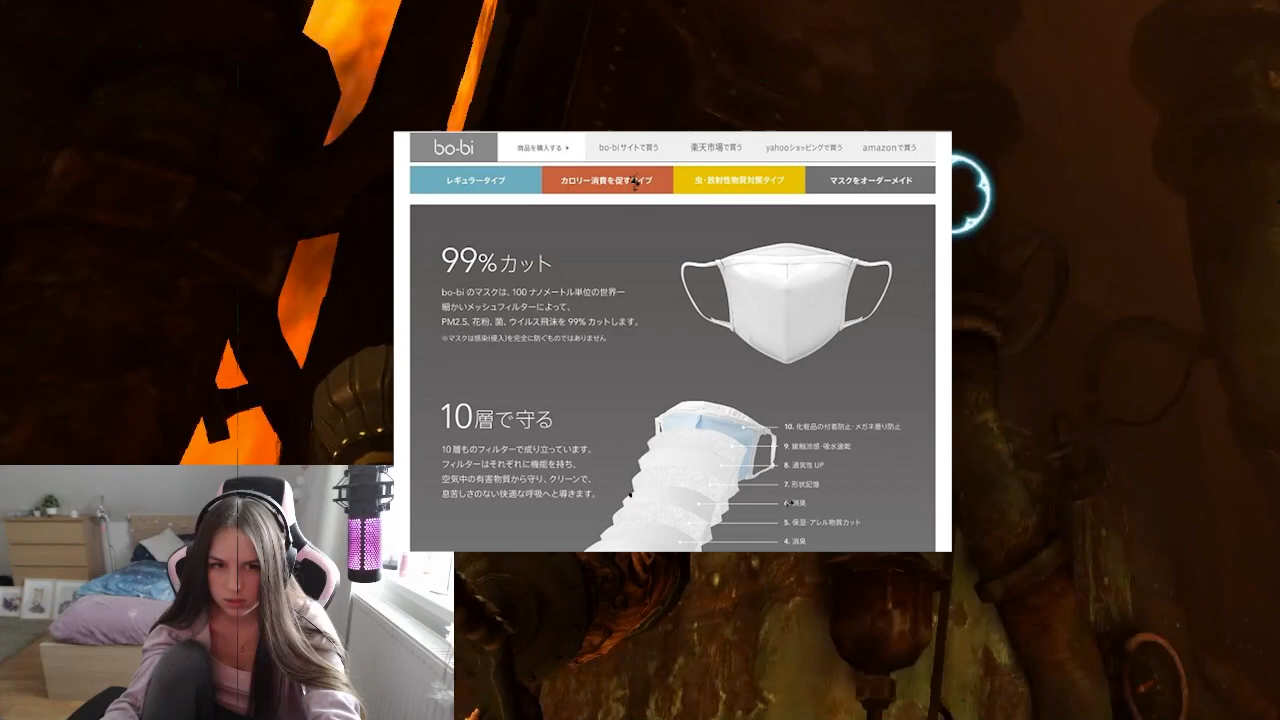 bo-bi
商品を購入する
bo-biサイトで買う
楽天市場で買う
yahooショッピングで買う
amazonで買う
レギュラータイプ
カロリー消費を促すタイプ
虫・放射性物質対策タイプ
マスクをオーダーメイド
99%カット
bo-bi のマスクは、100 ナノメートル単位の世界一
細かいメッシュフィルターによって、
PM2.5、花粉、菌、ウイルス飛沫を 99% カットします。
※マスクは感染(侵入)を完全に防ぐものではありません
10層で守る
10層ものフィルターで成り立っています。
フィルターはそれぞれに機能を持ち、
空気中の有害物質から守り、クリーンで、
息苦しさのない快適な呼吸へと導きます。
10. 化粧品の付着防止・メガネ曇り防止
9. 接触涼感・吸水速乾
8. 通気性 UP
7. 形状記憶
6. 消臭
5. 保湿・アレル物質カット
4. 消臭